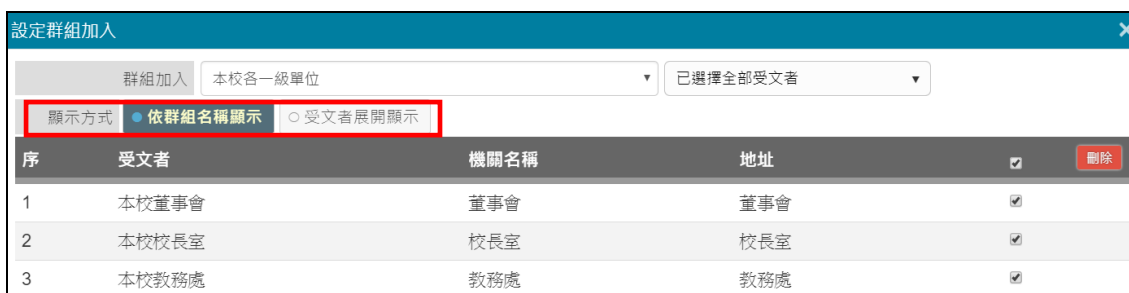 設定群組加入
群組加入 本校各一級單位 已選擇全部受文者
顯示方式 依群組名稱顯示 受文者展開顯示
序 受文者 機關名稱 地址 刪除
1 本校董事會 董事會 董事會
2 本校校長室 校長室 校長室
3 本校教務處 教務處 教務處